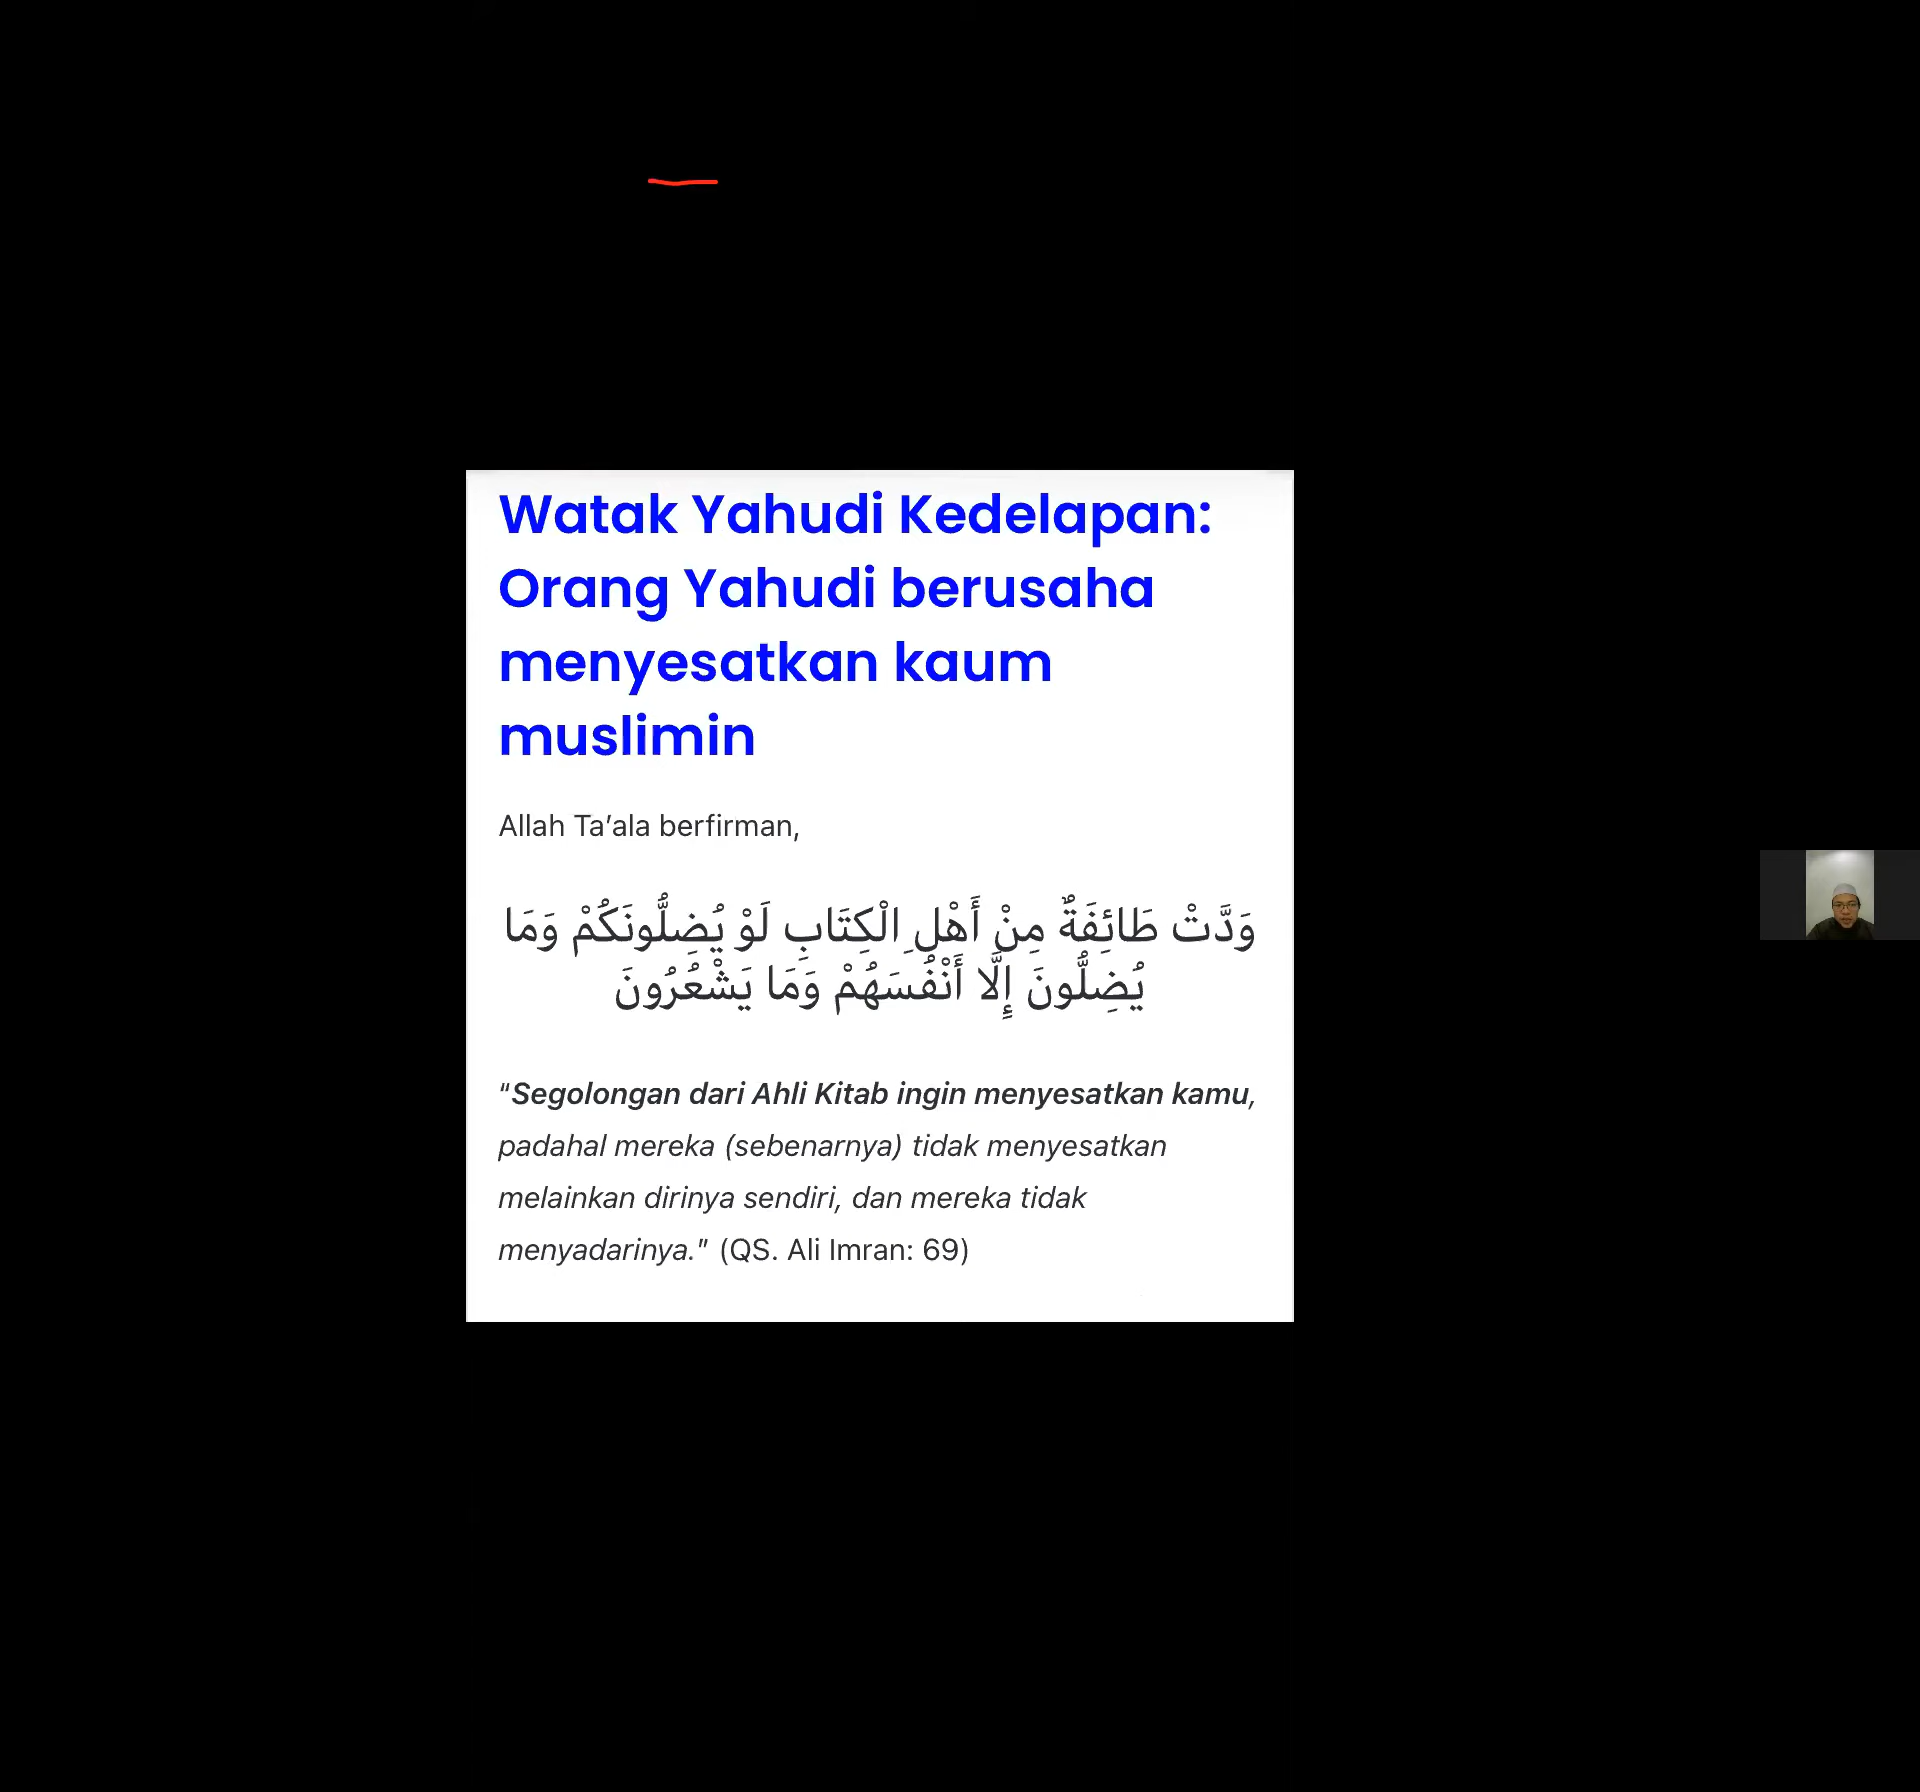 Watak Yahudi Kedelapan:
Orang Yahudi berusaha
menyesatkan kaum
muslimin
Allah Ta’ala berfirman,
وَدَّتْ طَائِفَةٌ مِنْ أَهْلِ الْكِتَابِ لَوْ يُضِلُّونَكُمْ وَمَا
يُضِلُّونَ إِلَّا أَنْفُسَهُمْ وَمَا يَشْعُرُونَ
"Segolongan dari Ahli Kitab ingin menyesatkan kamu,
padahal mereka (sebenarnya) tidak menyesatkan
melainkan dirinya sendiri, dan mereka tidak
menyadarinya." (QS. Ali Imran: 69)